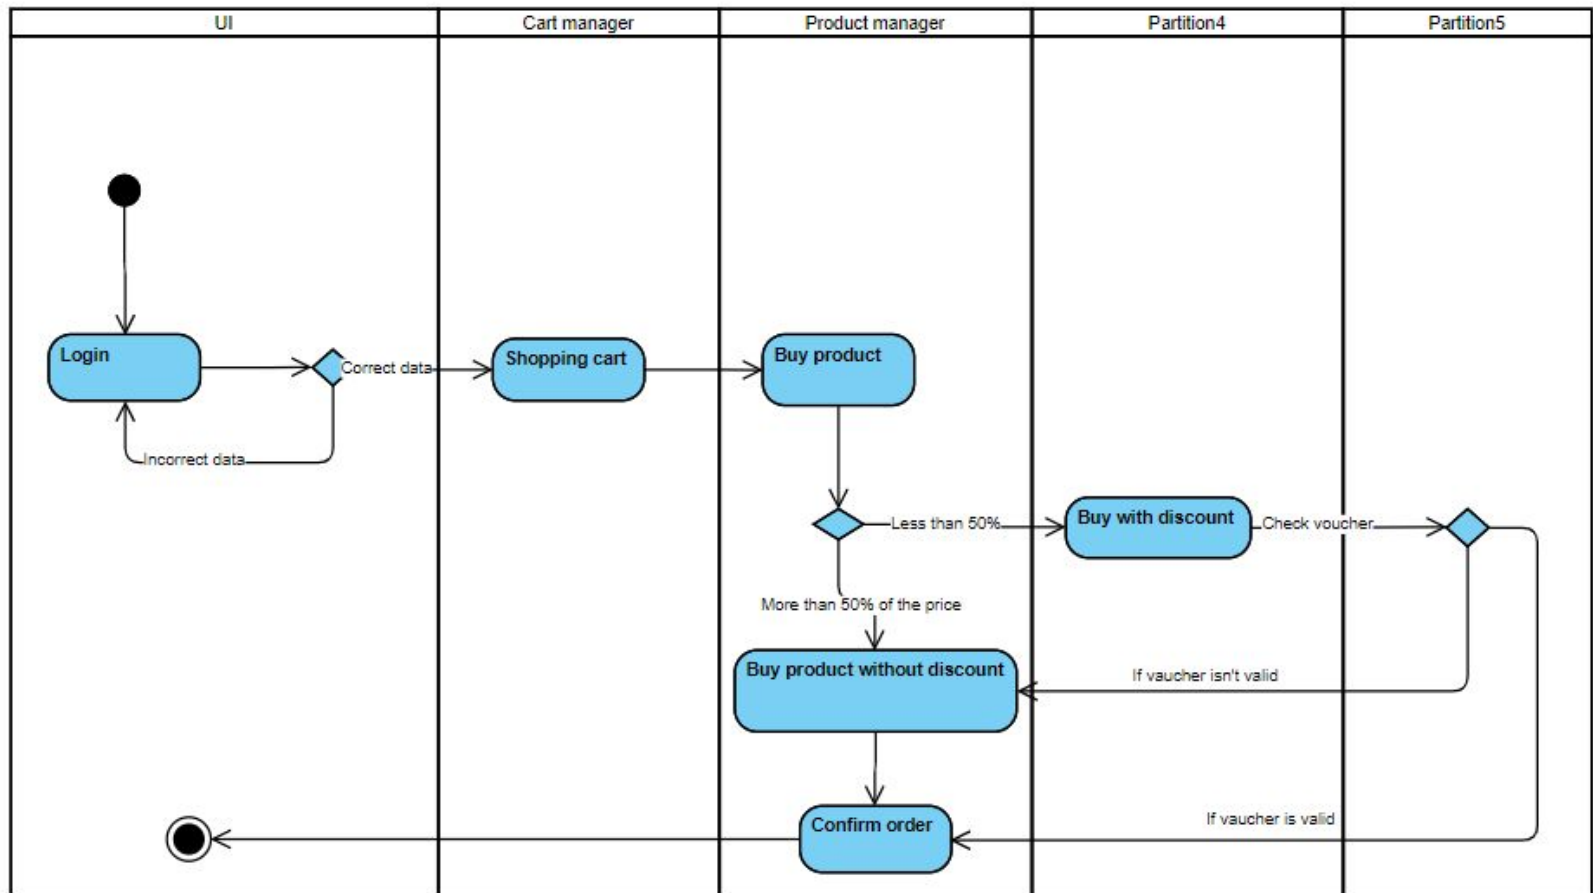 UI
Cart manager
Product manager
Partition4
Partition5
Login
Correct data
Shopping cart
Buy product
Incorrect data
Less than 50%
Buy with discount
Check voucher
More than 50% of the price
Buy product without discount
If vaucher isn't valid
Confirm order
If vaucher is valid